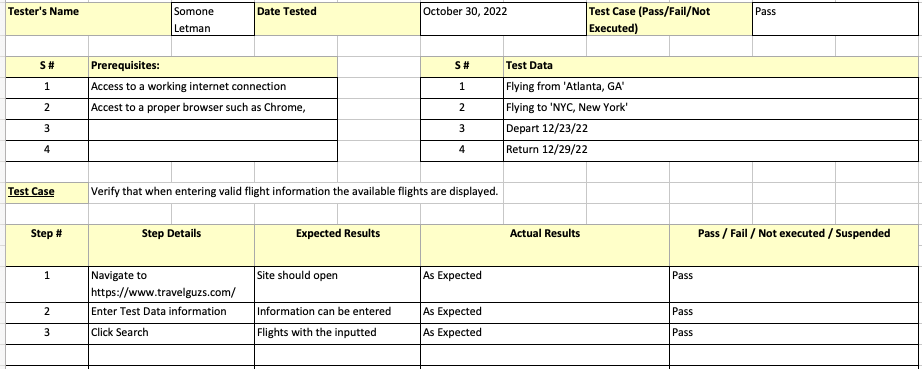 Tester's Name Somone Letman Date Tested October 30, 2022 Test Case (Pass/Fail/Not Executed) Pass
S # Prerequisites: S # Test Data
1 Access to a working internet connection 1 Flying from 'Atlanta, GA'
2 Accest to a proper browser such as Chrome, 2 Flying to 'NYC, New York'
3 3 Depart 12/23/22
4 4 Return 12/29/22
Test Case Verify that when entering valid flight information the available flights are displayed.
Step # Step Details Expected Results Actual Results Pass / Fail / Not executed / Suspended
1 Navigate to https://www.travelguzs.com/ Site should open As Expected Pass
2 Enter Test Data information Information can be entered As Expected Pass
3 Click Search Flights with the inputted As Expected Pass